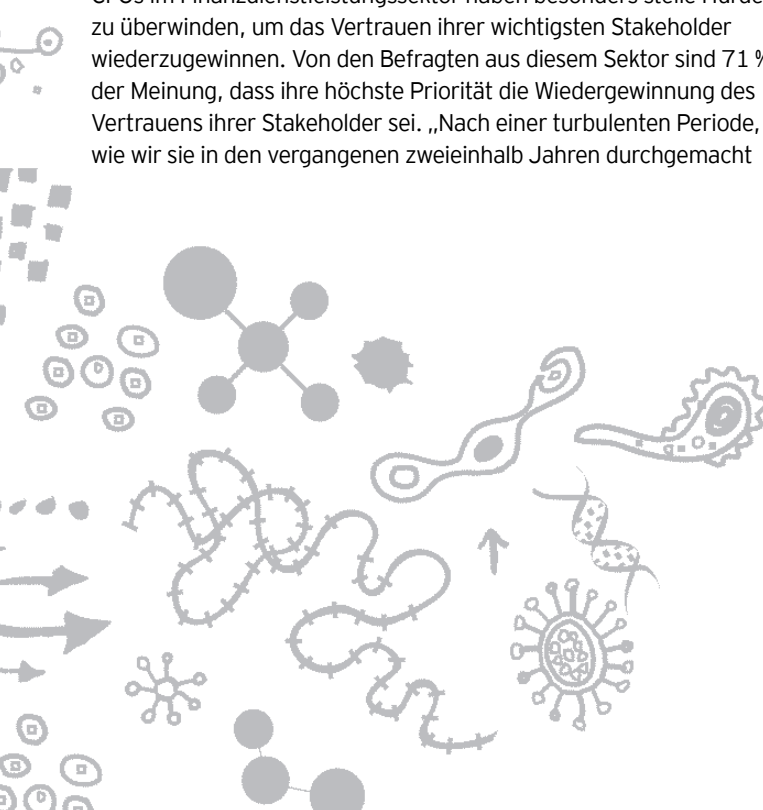 zu überwinden, um das Vertrauen ihrer wichtigsten Stakeholder
wiederzugewinnen. Von den Befragten aus diesem Sektor sind 71 %
der Meinung, dass ihre höchste Priorität die Wiedergewinnung des
Vertrauens ihrer Stakeholder sei. „Nach einer turbulenten Periode,
wie wir sie in den vergangenen zweieinhalb Jahren durchgemacht